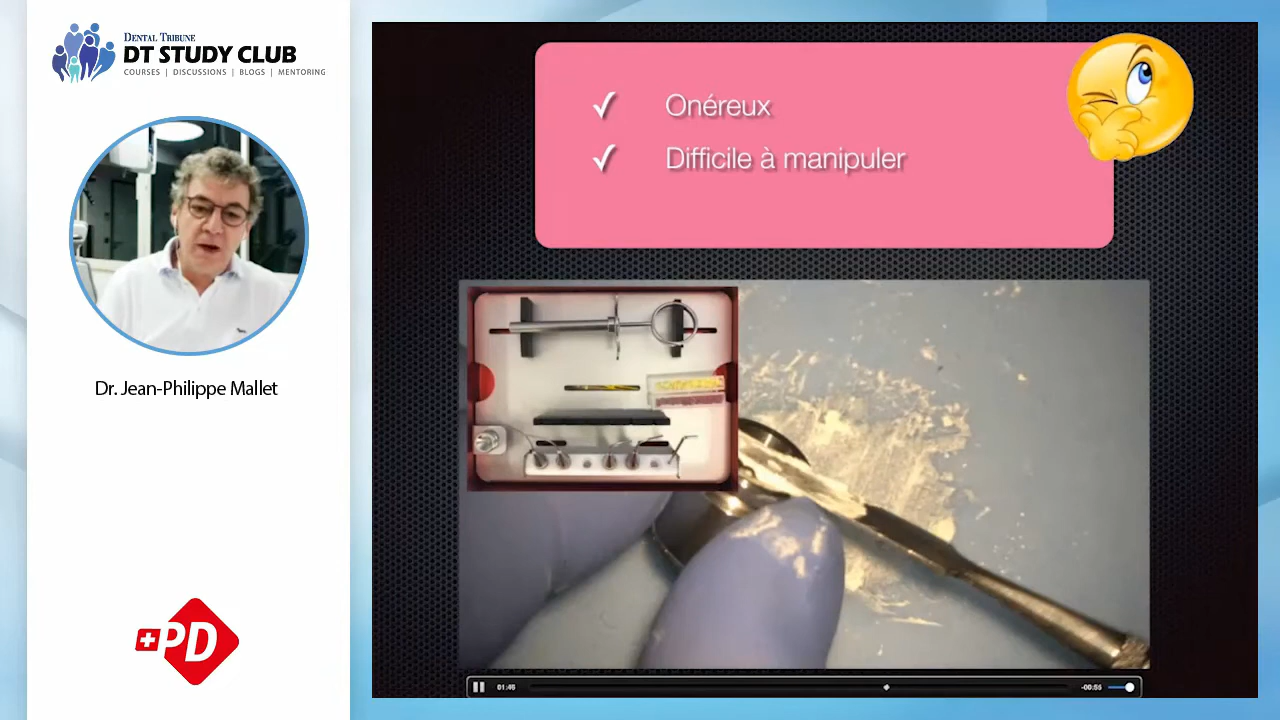 DENTAL TRIBUNE
DT STUDY CLUB
COURSES | DISCUSSIONS | BLOGS | MENTORING
Dr. Jean-Philippe Mallet
+PD
✓ Onéreux
✓ Difficile à manipuler
01:46
-00:55